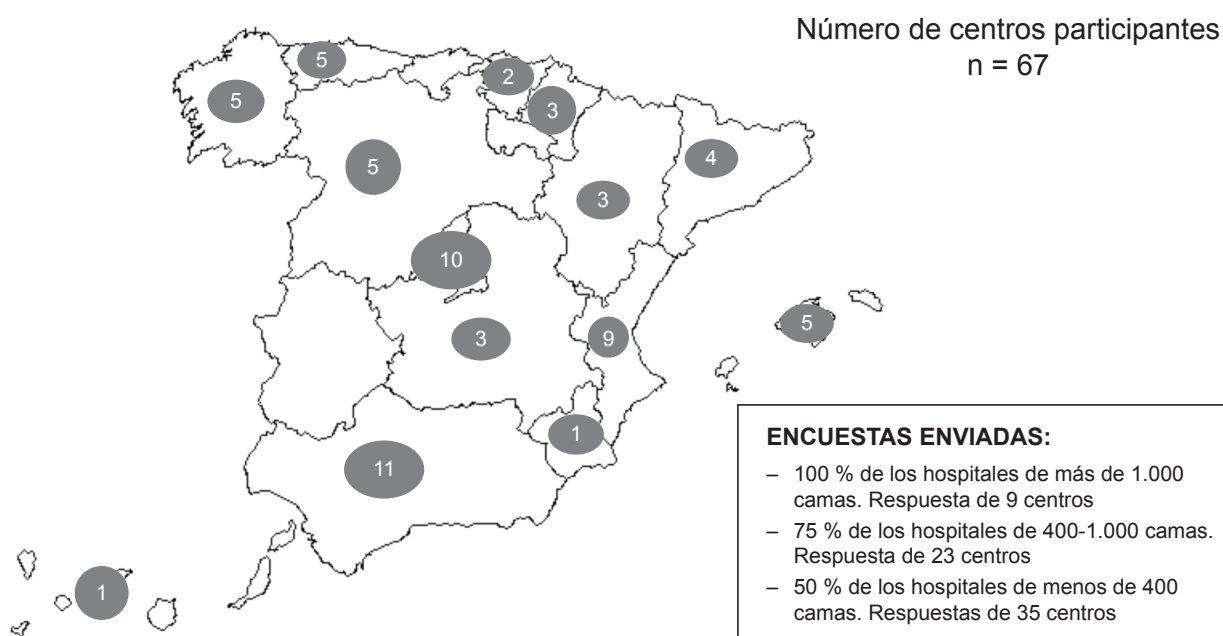 Número de centros participantes
n = 67
5
2
5
3
4
5
3
10
5
3
9
1
11
1
ENCUESTAS ENVIADAS:
– 100 % de los hospitales de más de 1.000
camas. Respuesta de 9 centros
– 75 % de los hospitales de 400-1.000 camas.
Respuesta de 23 centros
– 50 % de los hospitales de menos de 400
camas. Respuestas de 35 centros